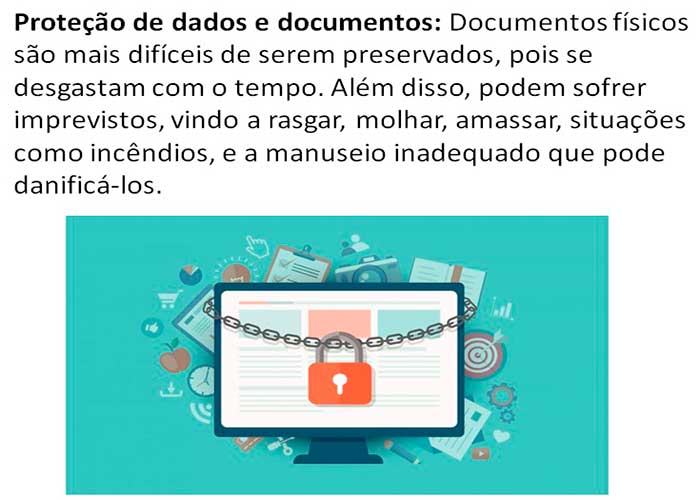 Proteção de dados e documentos: Documentos físicos
são mais difíceis de serem preservados, pois se
desgastam com o tempo. Além disso, podem sofrer
imprevistos, vindo a rasgar, molhar, amassar, situações
como incêndios, e a manuseio inadequado que pode
danificá-los.